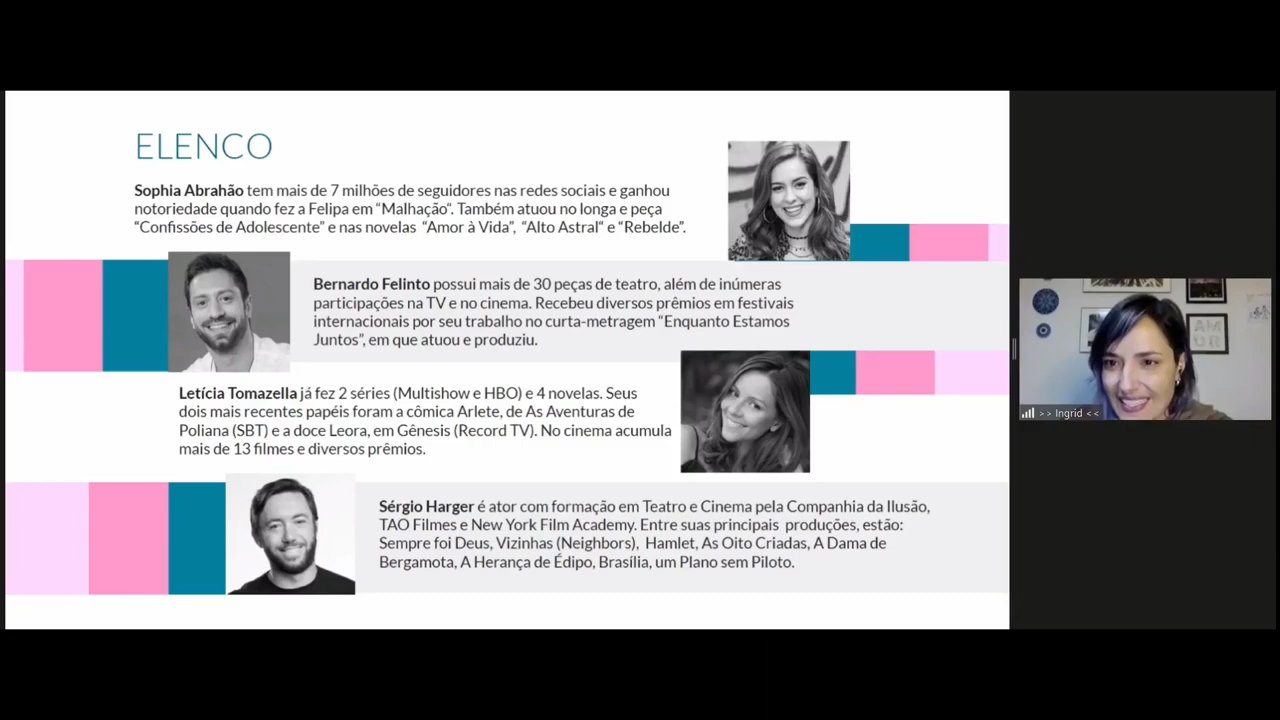 ELENCO
Sophia Abrahão tem mais de 7 milhões de seguidores nas redes sociais e ganhou
notoriedade quando fez a Felipa em “Malhação“. Também atuou no longa e peça
“Confissões de Adolescente” e nas novelas “Amor à Vida”, “Alto Astral“ e “Rebelde”.
Bernardo Felinto possui mais de 30 peças de teatro, além de inúmeras
participações na TV e no cinema. Recebeu diversos prêmios em festivais
internacionais por seu trabalho no curta-metragem “Enquanto Estamos
Juntos”, em que atuou e produziu.
Letícia Tomazella já fez 2 séries (Multishow e HBO) e 4 novelas. Seus
dois mais recentes papéis foram a cômica Arlete, de As Aventuras de
Poliana (SBT) e a doce Leora, em Gênesis (Record TV). No cinema acumula
mais de 13 filmes e diversos prêmios.
Sérgio Harger é ator com formação em Teatro e Cinema pela Companhia da Ilusão,
TAO Filmes e New York Film Academy. Entre suas principais produções, estão:
Sempre foi Deus, Vizinhas (Neighbors), Hamlet, As Oito Criadas, A Dama de
Bergamota, A Herança de Édipo, Brasília, um Plano sem Piloto.
AM
OR
>> Ingrid <<